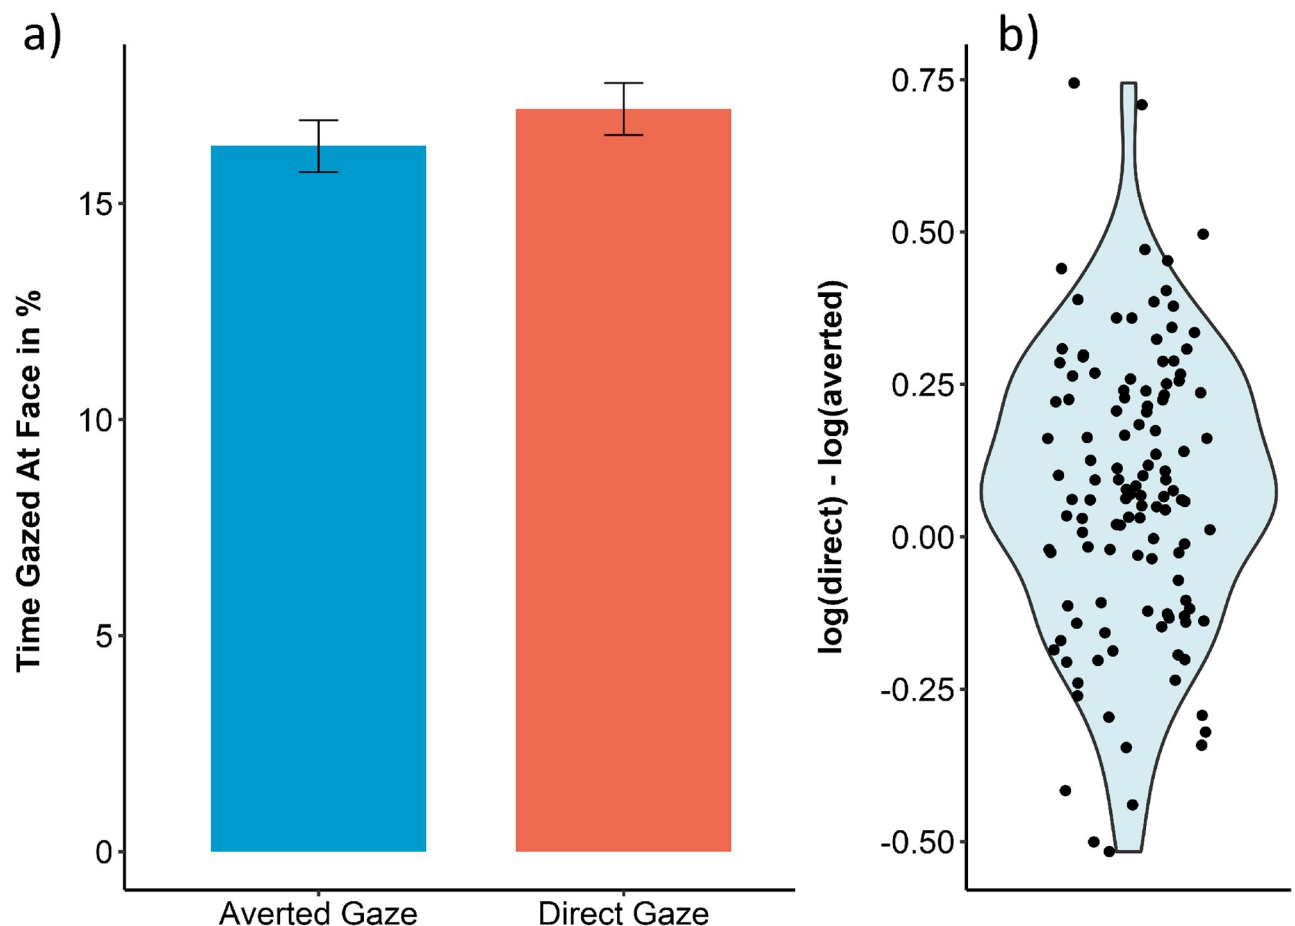 a)
Time Gazed At Face in %
15
10
5
0
Averted Gaze
Direct Gaze
b)
log(direct) - log(averted)
0.75
0.50
0.25
0.00
-0.25
-0.50